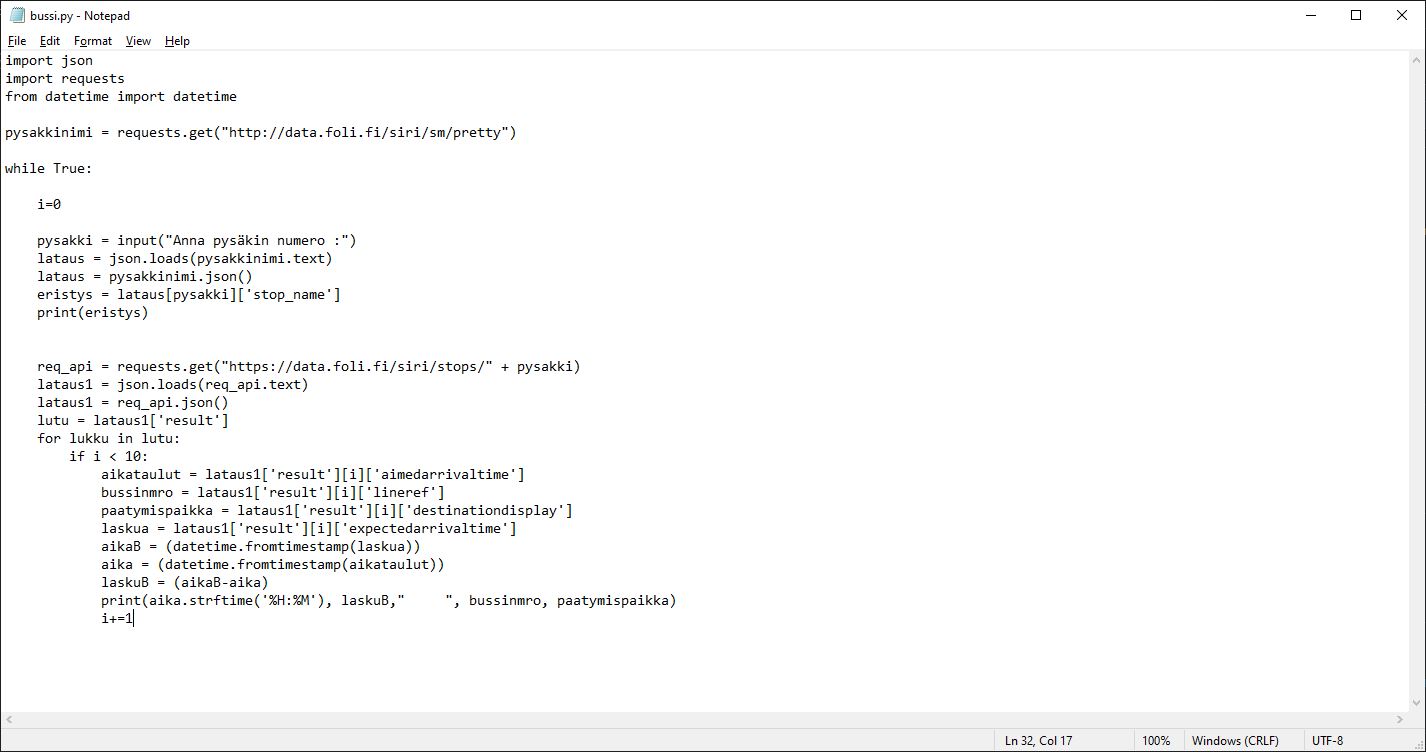 bussi.py - Notepad
File Edit Format View Help
import json
import requests
from datetime import datetime

pysakkinimi = requests.get("http://data.foli.fi/siri/sm/pretty")

while True:

    i=0

    pysakki = input("Anna pysäkin numero :")
    lataus = json.loads(pysakkinimi.text)
    lataus = pysakkinimi.json()
    eristys = lataus[pysakki]['stop_name']
    print(eristys)


    req_api = requests.get("https://data.foli.fi/siri/stops/" + pysakki)
    lataus1 = json.loads(req_api.text)
    lataus1 = req_api.json()
    lutu = lataus1['result']
    for lukku in lutu:
        if i < 10:
            aikataulut = lataus1['result'][i]['aimedarrivaltime']
            bussinmro = lataus1['result'][i]['lineref']
            paatymispaikka = lataus1['result'][i]['destinationdisplay']
            laskua = lataus1['result'][i]['expectedarrivaltime']
            aikaB = (datetime.fromtimestamp(laskua))
            aika = (datetime.fromtimestamp(aikataulut))
            laskuB = (aikaB-aika)
            print(aika.strftime('%H:%M'), laskuB,"     ", bussinmro, paatymispaikka)
            i+=1
Ln 32, Col 17 100% Windows (CRLF) UTF-8